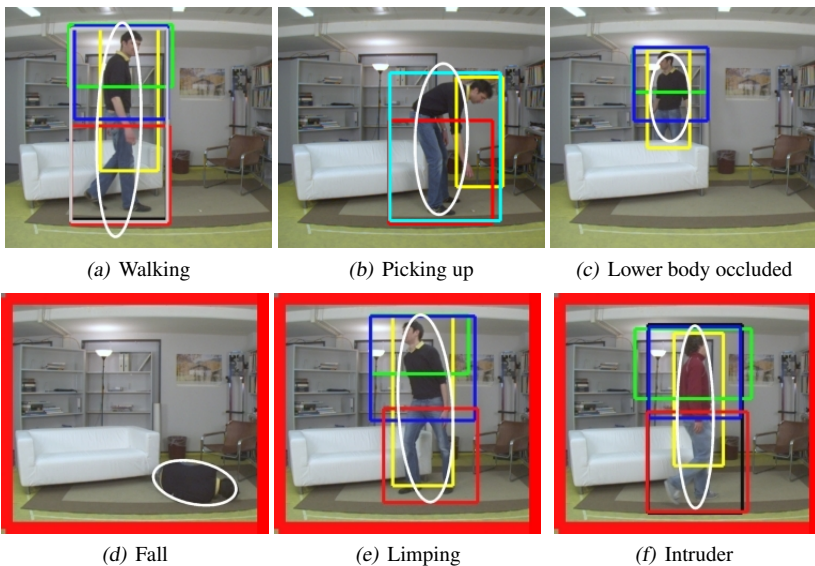 (a) Walking
(b) Picking up
(c) Lower body occluded
(d) Fall
(e) Limping
(f) Intruder